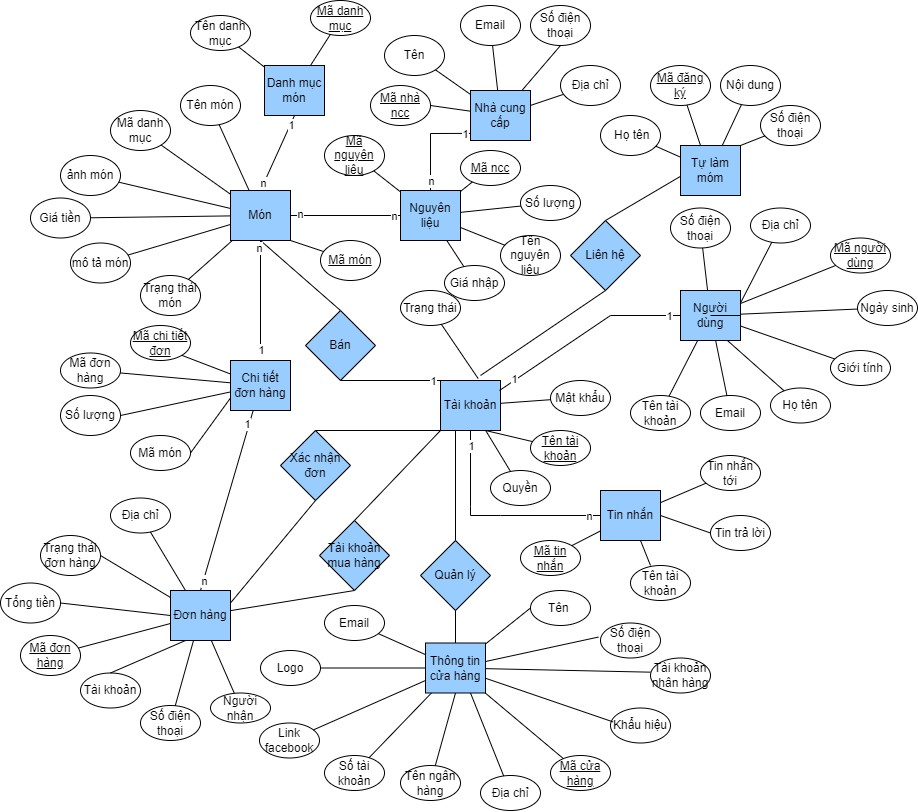 Mã danh
mục
Tên danh
mục
Danh mục
món
1
n
Email
Số điện
thoại
Tên
Địa chỉ
Mã nhà
ncc
Nhà cung
cấp
1
n
Mã đăng
ký
Nội dung
Họ tên
Số điện
thoại
Tự làm
móm
Tên món
Mã danh
mục
ảnh món
Giá tiền
mô tả món
Trạng thái
món
Mã món
Món
n
n
n
1
Mã
nguyên
liệu
Mã ncc
Số lượng
Tên
nguyên
liệu
Giá nhập
Nguyên
liệu
Liên hệ
Số điện
thoại
Địa chỉ
Mã người
dùng
Ngày sinh
Giới tính
Họ tên
Email
Tên tài
khoản
Người
dùng
1
1
Trạng thái
Bán
1
Tài khoản
Mật khẩu
Tên tài
khoản
Quyền
Mã chi tiết
đơn
Mã đơn
hàng
Số lượng
Mã món
Chi tiết
đơn hàng
1
n
Xác nhận
đơn
Tài khoản
mua hàng
Quản lý
1
n
Tin nhắn
Tin nhắn
tới
Tin trả lời
Mã tin
nhắn
Tên tài
khoản
Địa chỉ
Trạng thái
đơn hàng
Tổng tiền
Mã đơn
hàng
Tài khoản
Số điện
thoại
Người
nhận
Đơn hàng
Email
Tên
Logo
Số điện
thoại
Tài khoản
nhân hàng
Khẩu hiệu
Link
facebook
Số tài
khoản
Tên ngân
hàng
Địa chỉ
Mã cửa
hàng
Thông tin
cửa hàng